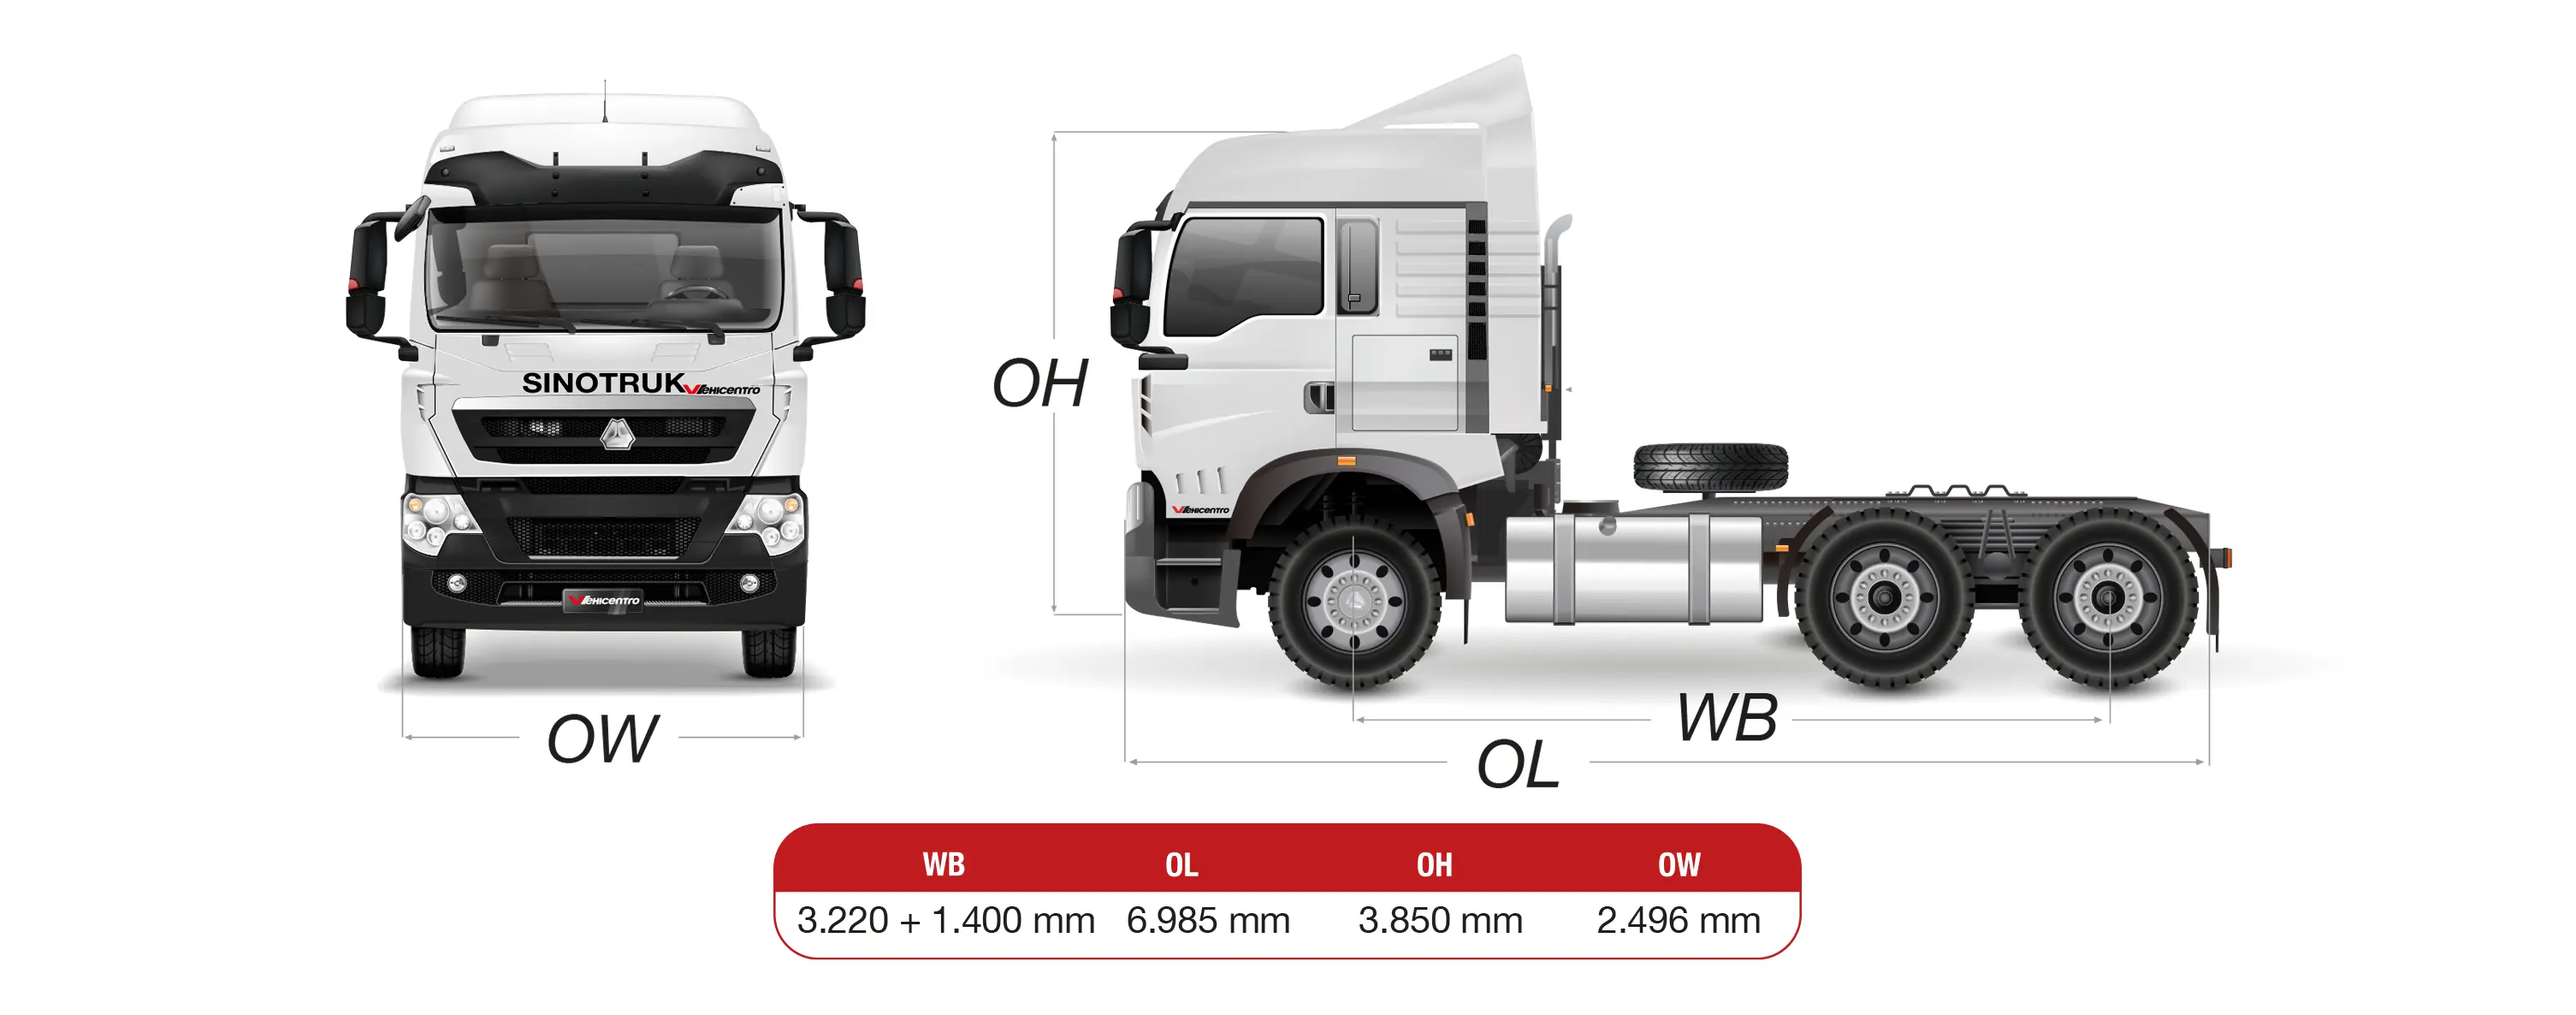 SINOTRUK VEHICENTRO
VEHICENTRO
OW
OH
VEHICENTRO
WB
OL
WB OL OH OW
3.220 + 1.400 mm 6.985 mm 3.850 mm 2.496 mm